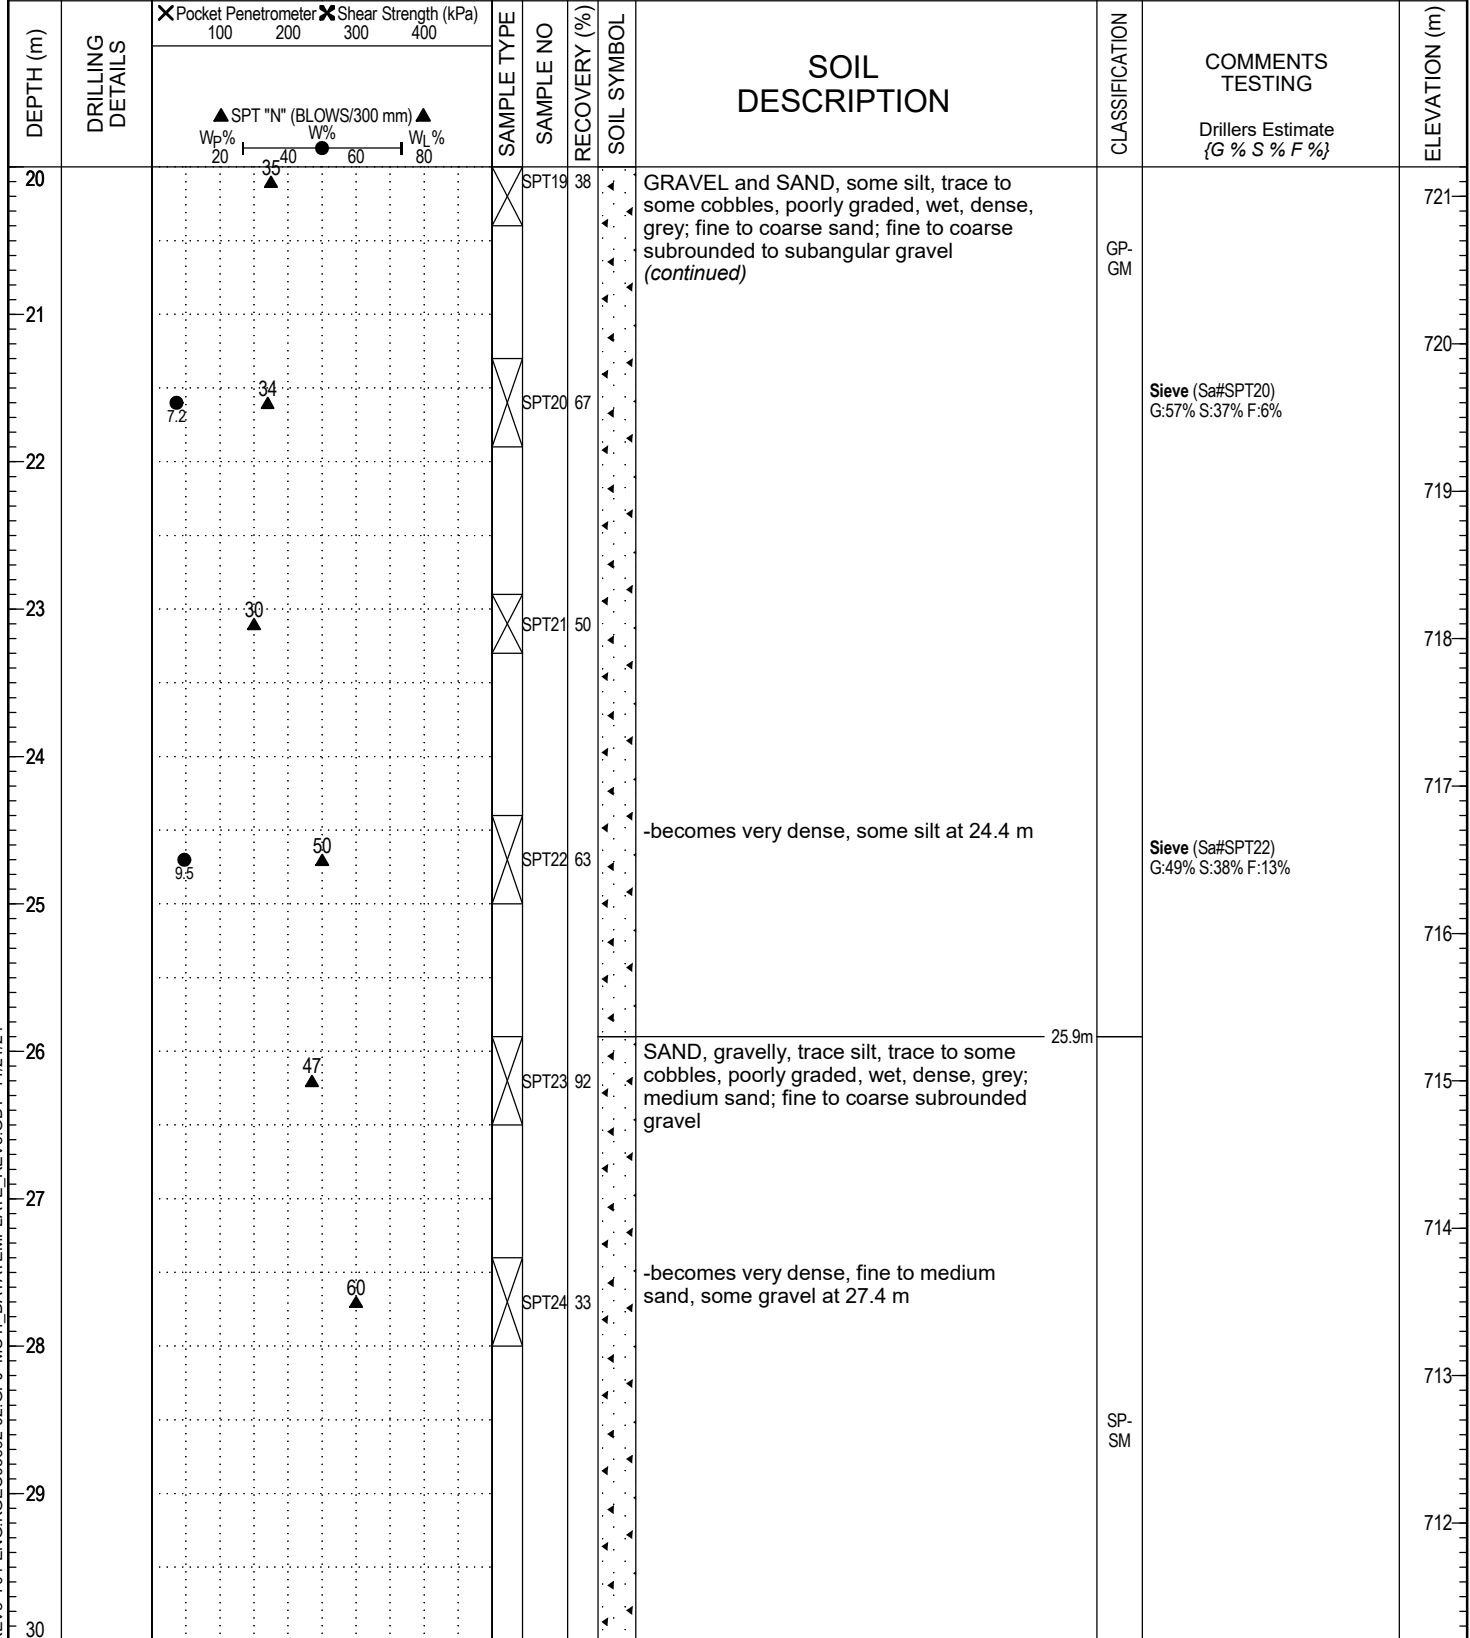 DEPTH (m)
DRILLING
DETAILS
Pocket Penetrometer Shear Strength (kPa)
100 200 300 400
▲ SPT "N" (BLOWS/300 mm) ▲
WP% W% WL%
20 40 60 80
SAMPLE TYPE
SAMPLE NO
RECOVERY (%)
SOIL SYMBOL
SOIL
DESCRIPTION
CLASSIFICATION
COMMENTS
TESTING
Drillers Estimate
{G % S % F %}
ELEVATION (m)
20
35
SPT19 38
GRAVEL and SAND, some silt, trace to
some cobbles, poorly graded, wet, dense,
grey; fine to coarse sand; fine to coarse
subrounded to subangular gravel
(continued)
GP-
GM
721
21
720
34
7.2
SPT20 67
Sieve (Sa#SPT20)
G:57% S:37% F:6%
22
719
23
30
SPT21 50
718
24
717
-becomes very dense, some silt at 24.4 m
50
9.5
SPT22 63
Sieve (Sa#SPT22)
G:49% S:38% F:13%
25
716
25.9m
26
47
SPT23 92
SAND, gravelly, trace silt, trace to some
cobbles, poorly graded, wet, dense, grey;
medium sand; fine to coarse subrounded
gravel
715
27
714
-becomes very dense, fine to medium
sand, some gravel at 27.4 m
60
SPT24 33
28
713
SP-
SM
29
712
30